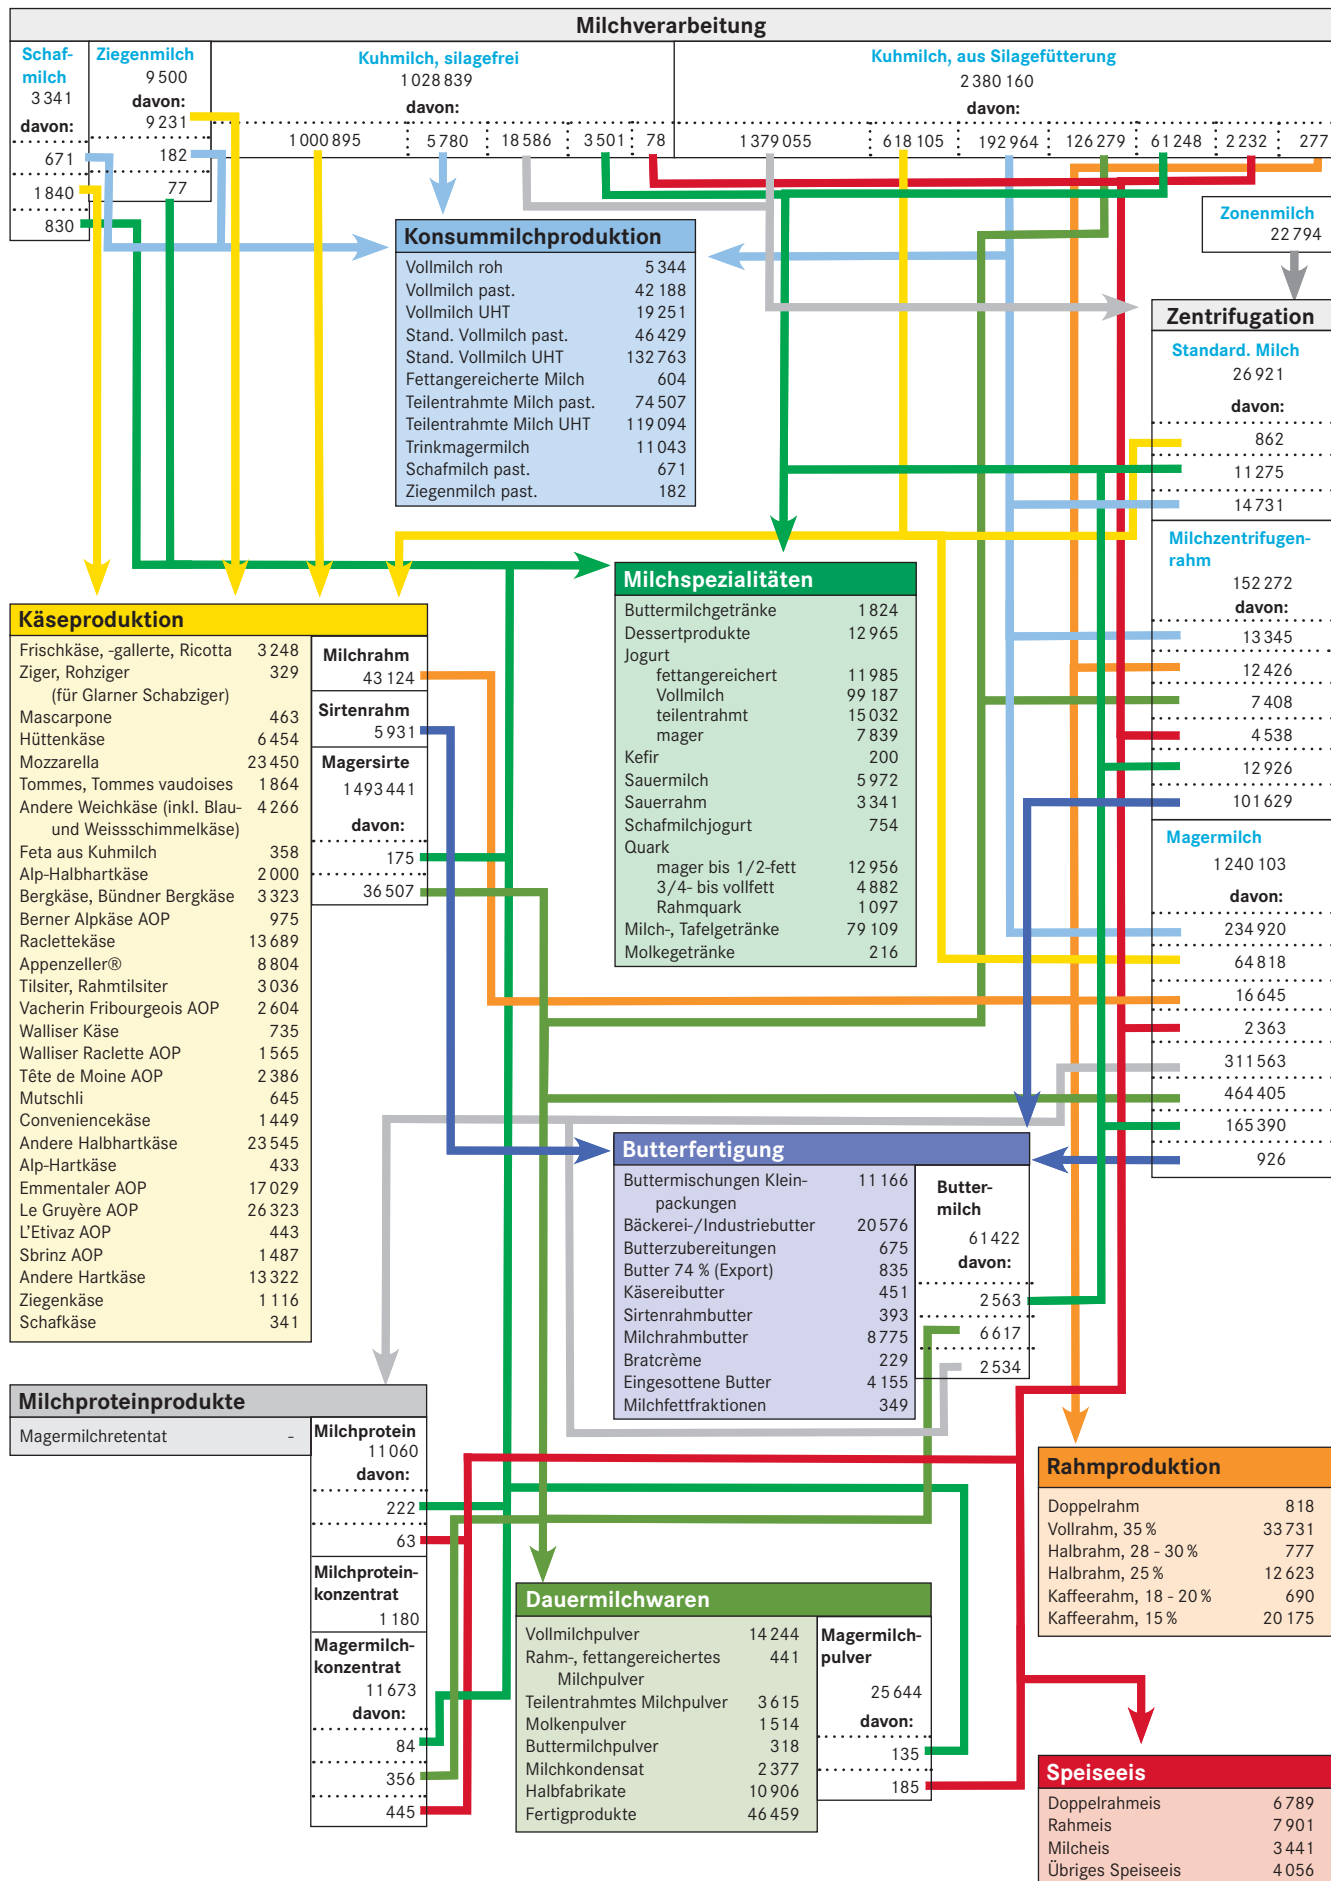 Milchverarbeitung
Schaf-
milch
3 341
davon:
671
1 840
830
Ziegenmilch
9 500
davon:
9 231
182
77
Kuhmilch, silagefrei
1 028 839
davon:
1 000 895
5 780
18 586
3 501
78
Kuhmilch, aus Silagefütterung
2 380 160
davon:
1 379 055
618 105
192 964
126 279
61 248
2 232
277
Zonenmilch
22 794
Konsummilchproduktion
Vollmilch roh 5 344
Vollmilch past. 42 188
Vollmilch UHT 19 251
Stand. Vollmilch past. 46 429
Stand. Vollmilch UHT 132 763
Fettangereicherte Milch 604
Teilentrahmte Milch past. 74 507
Teilentrahmte Milch UHT 119 094
Trinkmagermilch 11 043
Schafmilch past. 671
Ziegenmilch past. 182
Zentrifugation
Standard. Milch
26 921
davon:
862
11 275
14 731
Milchzentrifugen-
rahm
152 272
davon:
13 345
12 426
7 408
4 538
12 926
101 629
Magermilch
1 240 103
davon:
234 920
64 818
16 645
2 363
311 563
464 405
165 390
926
Käseproduktion
Frischkäse, -gallerte, Ricotta 3 248
Ziger, Rohziger 329
(für Glarner Schabziger)
Mascarpone 463
Hüttenkäse 6 454
Mozzarella 23 450
Tommes, Tommes vaudoises 1 864
Andere Weichkäse (inkl. Blau- 4 266
und Weissschimmelkäse)
Feta aus Kuhmilch 358
Alp-Halbhartkäse 2 000
Bergkäse, Bündner Bergkäse 3 323
Berner Alpkäse AOP 975
Raclettekäse 13 689
Appenzeller® 8 804
Tilsiter, Rahmtilsiter 3 036
Vacherin Fribourgeois AOP 2 604
Walliser Käse 735
Walliser Raclette AOP 1 565
Tête de Moine AOP 2 386
Mutschli 645
Conveniencekäse 1 449
Andere Halbhartkäse 23 545
Alp-Hartkäse 433
Emmentaler AOP 17 029
Le Gruyère AOP 26 323
L'Etivaz AOP 443
Sbrinz AOP 1 487
Andere Hartkäse 13 322
Ziegenkäse 1 116
Schafkäse 341
Milchrahm
43 124
Sirtenrahm
5 931
Magersirte
1 493 441
davon:
175
36 507
Milchspezialitäten
Buttermilchgetränke 1 824
Dessertprodukte 12 965
Jogurt
fettangereichert 11 985
Vollmilch 99 187
teilentrahmt 15 032
mager 7 839
Kefir 200
Sauermilch 5 972
Sauerrahm 3 341
Schafmilchjogurt 754
Quark
mager bis 1/2-fett 12 956
3/4- bis vollfett 4 882
Rahmquark 1 097
Milch-, Tafelgetränke 79 109
Molkegetränke 216
Butterfertigung
Buttermischungen Klein- 11 166
packungen
Bäckerei-/Industriebutter 20 576
Butterzubereitungen 675
Butter 74 % (Export) 835
Käsereibutter 451
Sirtenrahmbutter 393
Milchrahmbutter 8 775
Bratcrème 229
Eingesottene Butter 4 155
Milchfettfraktionen 349
Butter-
milch
61 422
davon:
2 563
6 617
2 534
Milchproteinprodukte
Magermilchretentat -
Milchprotein
11 060
davon:
222
63
Milchprotein-
konzentrat
1 180
Magermilch-
konzentrat
11 673
davon:
84
356
445
Rahmproduktion
Doppelrahm 818
Vollrahm, 35 % 33 731
Halbrahm, 28 - 30 % 777
Halbrahm, 25 % 12 623
Kaffeerahm, 18 - 20 % 690
Kaffeerahm, 15 % 20 175
Dauermilchwaren
Vollmilchpulver 14 244
Rahm-, fettangereichertes 441
Milchpulver
Teilentrahmtes Milchpulver 3 615
Molkenpulver 1 514
Buttermilchpulver 318
Milchkondensat 2 377
Halbfabrikate 10 906
Fertigprodukte 46 459
Magermilch-
pulver
25 644
davon:
135
185
Speiseeis
Doppelrahmeis 6 789
Rahmeis 7 901
Milcheis 3 441
Übriges Speiseeis 4 056